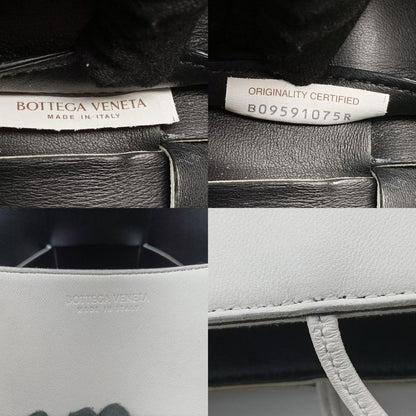 BOTTEGA VENETA
MADE IN ITALY
ORIGINALITY CERTIFIED
B09591075R
BOTTEGA VENETA
MADE IN ITALY